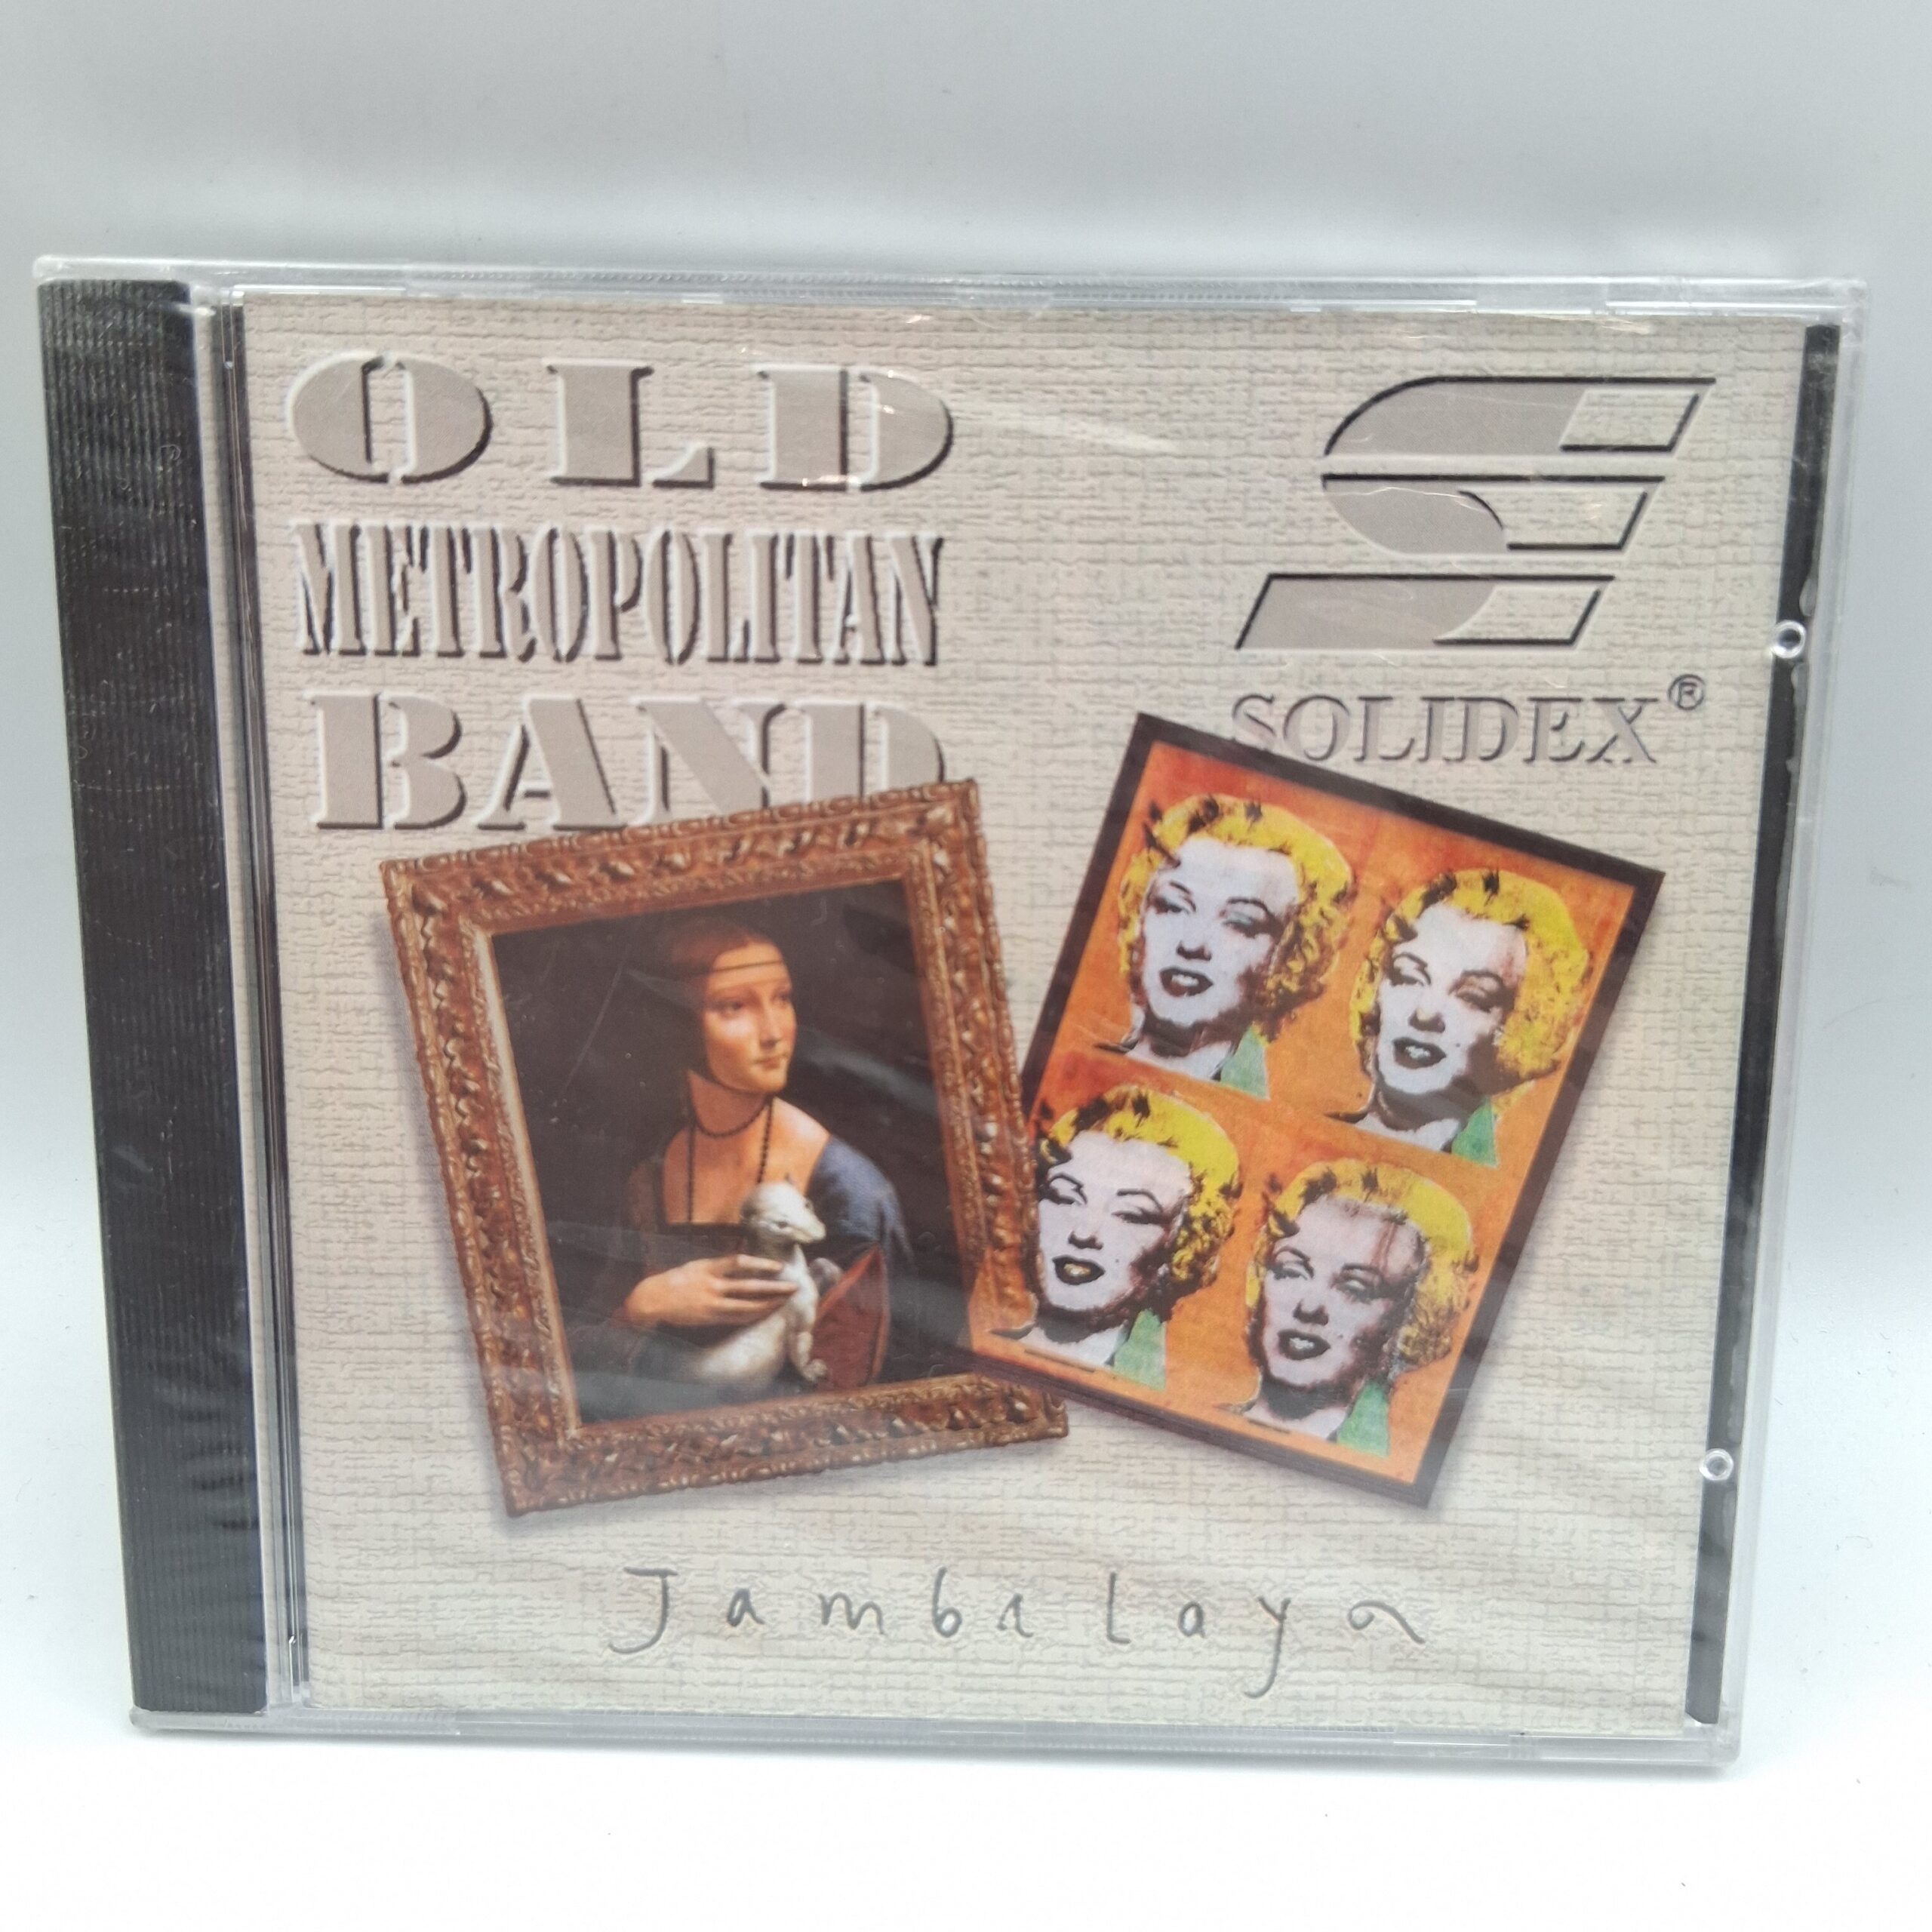 OLD
METROPOLITAN
BAND
SOLIDEX®
Jambalaya